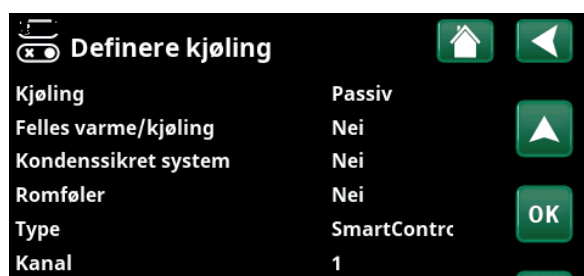 Definere kjøling
Kjøling Passiv
Felles varme/kjøling Nei
Kondenssikret system Nei
Romføler Nei
OK
Type SmartContrc
Kanal 1